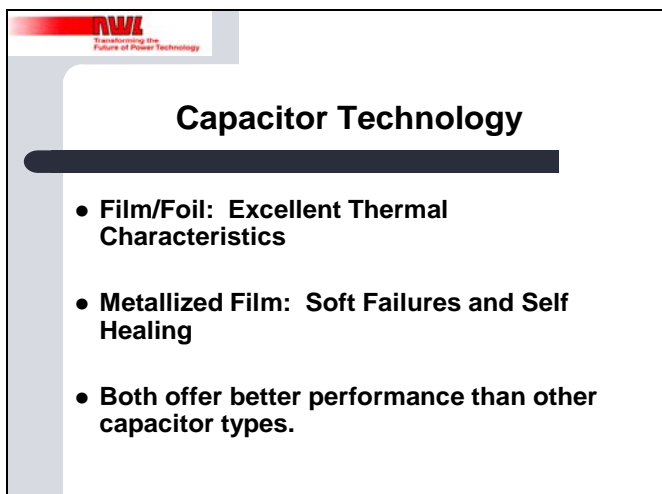 NWL
Transforming the
Future of Power Technology
Capacitor Technology
● Film/Foil: Excellent Thermal
Characteristics
● Metallized Film: Soft Failures and Self
Healing
● Both offer better performance than other
capacitor types.